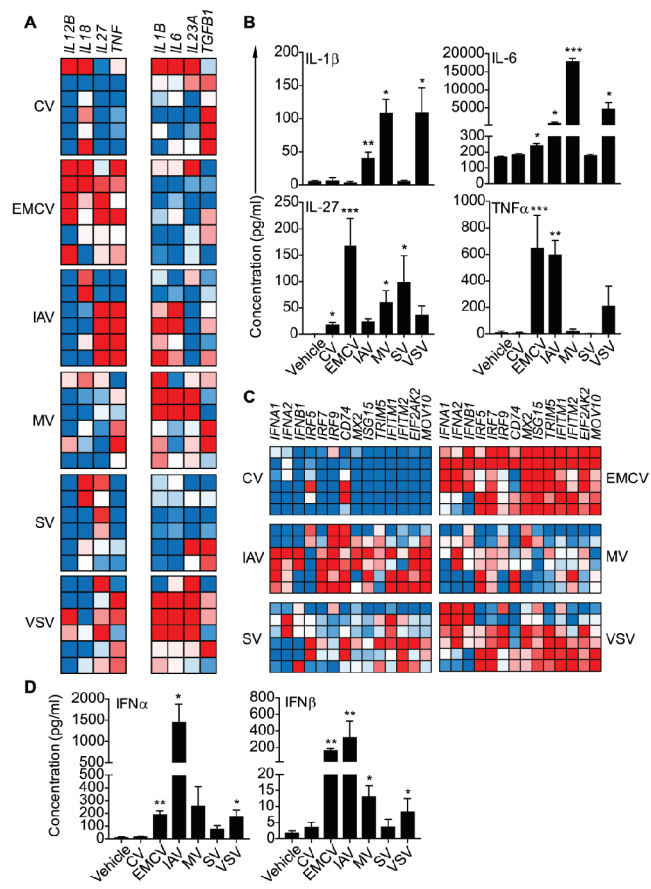 A
IL12B IL18 IL27 TNF IL1B IL6 IL23A TGFB1
CV
EMCV
IAV
MV
SV
VSV
B
Concentration (pg/ml)
IL-1β
200
150
100
50
0
** * *
IL-6
20000
15000
10000
5000
300
200
100
0
* * *** *
IL-27
250
200
150
100
50
0
* *** * *
Vehicle CV EMCV IAV MV SV VSV
TNFα
1000
800
600
400
200
0
*** **
Vehicle CV EMCV IAV MV SV VSV
C
IFNA1 IFNA2 IFNB1 IRF5 IRF7 IRF9 CD74 MX2 ISG15 TRIM5 IFITM1 IFITM2 EIF2AK2 MOV10
IFNA1 IFNA2 IFNB1 IRF5 IRF7 IRF9 CD74 MX2 ISG15 TRIM5 IFITM1 IFITM2 EIF2AK2 MOV10
CV EMCV
IAV MV
SV VSV
D
Concentration (pg/ml)
IFNα
2000
1500
1000
500
300
200
100
0
** * *
Vehicle CV EMCV IAV MV SV VSV
IFNβ
800
600
400
200
20
15
10
5
0
** ** * *
Vehicle CV EMCV IAV MV SV VSV